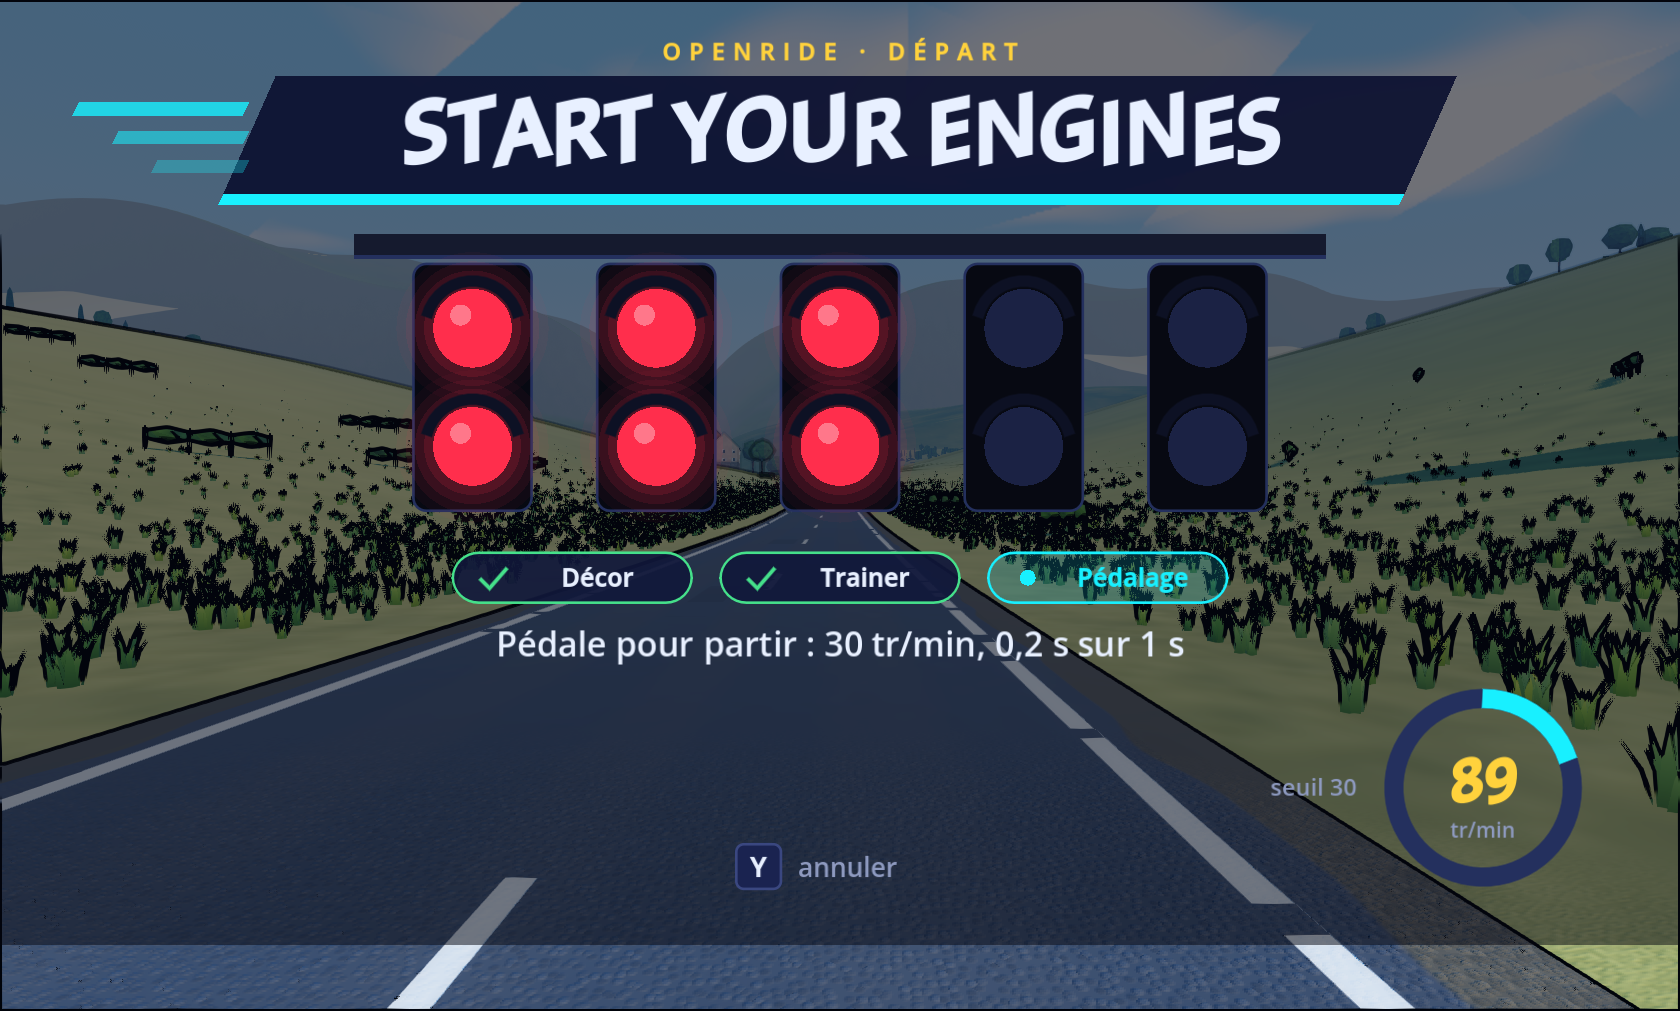 OPENRIDE · DÉPART
START YOUR ENGINES
Décor
Trainer
Pédalage
Pédale pour partir : 30 tr/min, 0,2 s sur 1 s
seuil 30
89
tr/min
Y annuler